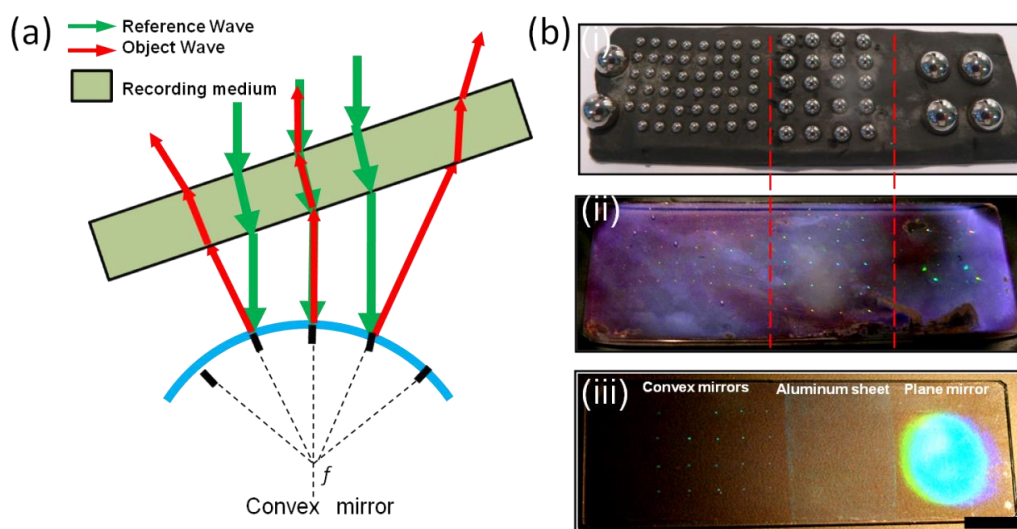 (a)
Reference Wave
Object Wave
Recording medium
f
Convex mirror
(b)
(i)
(ii)
(iii)
Convex mirrors
Aluminum sheet
Plane mirror